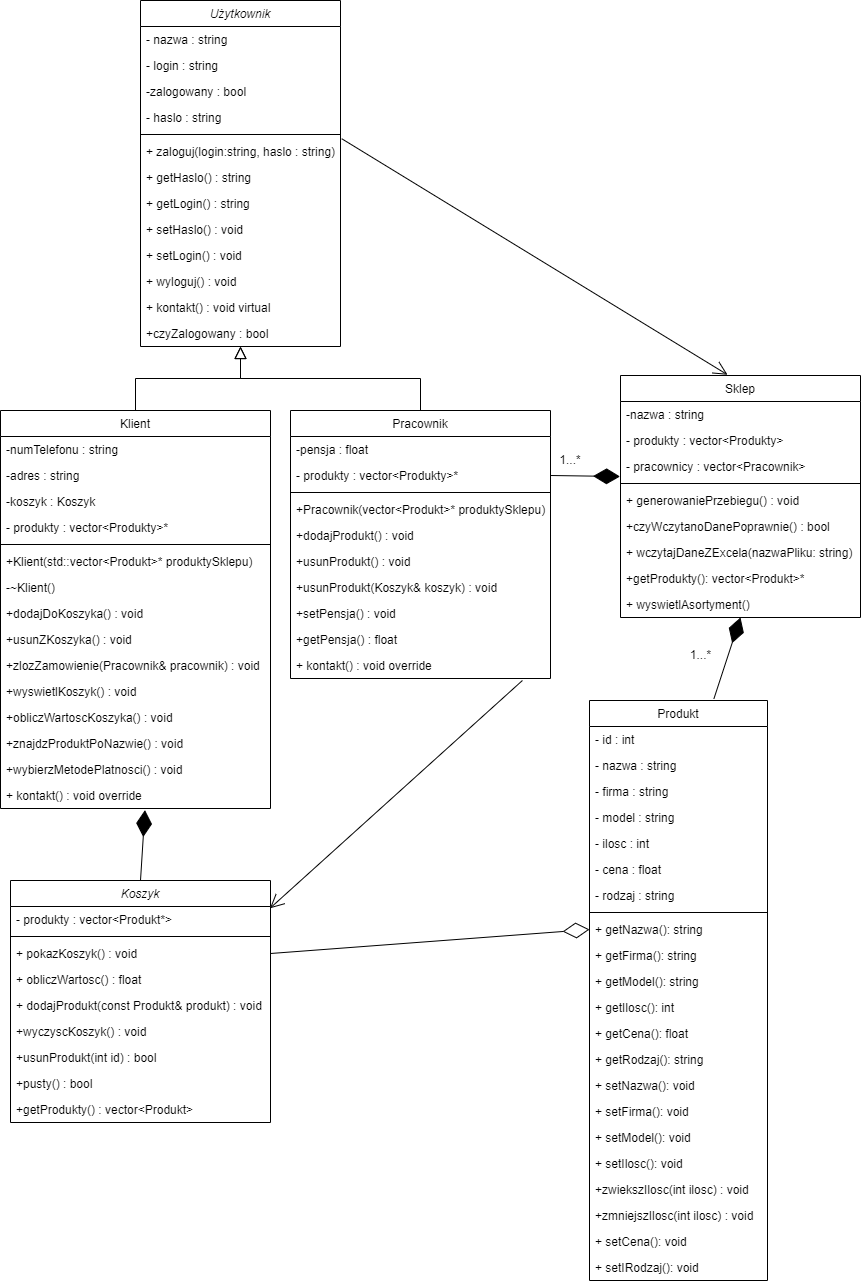 Użytkownik
- nazwa : string
- login : string
-zalogowany : bool
- haslo : string
+ zaloguj(login:string, haslo : string)
+ getHaslo() : string
+ getLogin() : string
+ setHaslo() : void
+ setLogin() : void
+ wyloguj() : void
+ kontakt() : void virtual
+czyZalogowany : bool
Klient
-numTelefonu : string
-adres : string
-koszyk : Koszyk
- produkty : vector<Produkty>*
+Klient(std::vector<Produkt>* produktySklepu)
-~Klient()
+dodajDoKoszyka() : void
+usunZKoszyka() : void
+zlozZamowienie(Pracownik& pracownik) : void
+wyswietlKoszyk() : void
+obliczWartoscKoszyka() : void
+znajdzProduktPoNazwie() : void
+wybierzMetodePlatnosci() : void
+ kontakt() : void override
Pracownik
-pensja : float
- produkty : vector<Produkty>*
+Pracownik(vector<Produkt>* produktySklepu)
+dodajProdukt() : void
+usunProdukt() : void
+usunProdukt(Koszyk& koszyk) : void
+setPensja() : void
+getPensja() : float
+ kontakt() : void override
1...*
Sklep
-nazwa : string
- produkty : vector<Produkty>
- pracownicy : vector<Pracownik>
+ generowaniePrzebiegu() : void
+czyWczytanoDanePoprawnie() : bool
+ wczytajDaneZExcela(nazwaPliku: string)
+getProdukty(): vector<Produkt>*
+ wyswietlAsortyment()
1...*
Koszyk
- produkty : vector<Produkt*>
+ pokazKoszyk() : void
+ obliczWartosc() : float
+ dodajProdukt(const Produkt& produkt) : void
+wyczyscKoszyk() : void
+usunProdukt(int id) : bool
+pusty() : bool
+getProdukty() : vector<Produkt>
Produkt
- id : int
- nazwa : string
- firma : string
- model : string
- ilosc : int
- cena : float
- rodzaj : string
+ getNazwa(): string
+ getFirma(): string
+ getModel(): string
+ getIlosc(): int
+ getCena(): float
+ getRodzaj(): string
+ setNazwa(): void
+ setFirma(): void
+ setModel(): void
+ setIlosc(): void
+zwiekszIlosc(int ilosc) : void
+zmniejszIlosc(int ilosc) : void
+ setCena(): void
+ setIRodzaj(): void